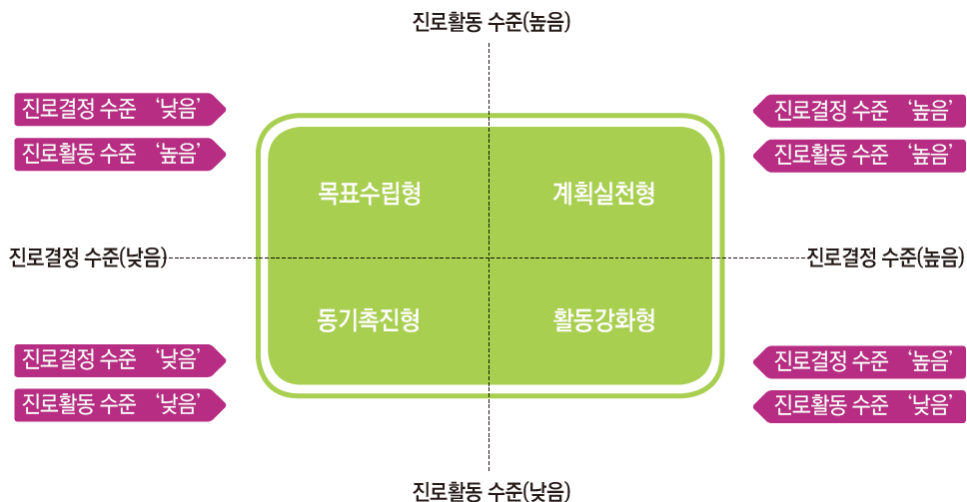 진로활동 수준(높음)
진로결정 수준 ‘낮음’
진로활동 수준 ‘높음’
진로결정 수준 ‘높음’
진로활동 수준 ‘높음’
목표수립형
계획실천형
진로결정 수준(낮음)
진로결정 수준(높음)
동기촉진형
활동강화형
진로결정 수준 ‘낮음’
진로활동 수준 ‘낮음’
진로결정 수준 ‘높음’
진로활동 수준 ‘낮음’
진로활동 수준(낮음)